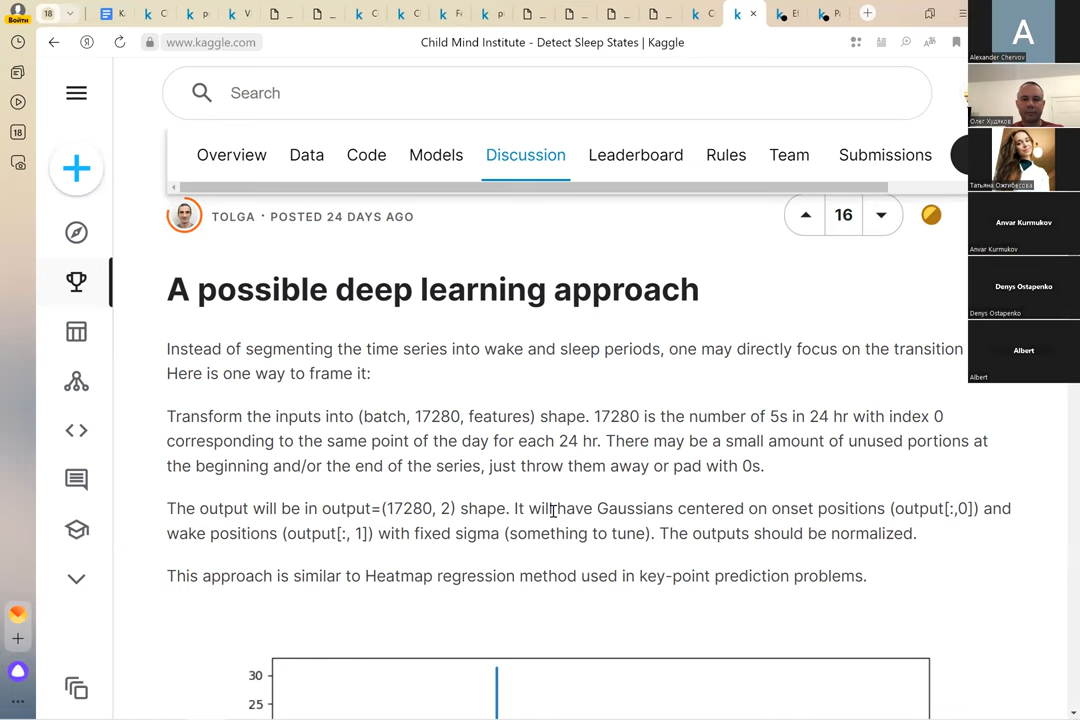 Войти
18
www.kaggle.com
Child Mind Institute - Detect Sleep States | Kaggle
18
Search
Overview
Data
Code
Models
Discussion
Leaderboard
Rules
Team
Submissions
TOLGA · POSTED 24 DAYS AGO
16
A possible deep learning approach
Instead of segmenting the time series into wake and sleep periods, one may directly focus on the transition
Here is one way to frame it:
Transform the inputs into (batch, 17280, features) shape. 17280 is the number of 5s in 24 hr with index 0
corresponding to the same point of the day for each 24 hr. There may be a small amount of unused portions at
the beginning and/or the end of the series, just throw them away or pad with 0s.
The output will be in output=(17280, 2) shape. It will have Gaussians centered on onset positions (output[:,0]) and
wake positions (output[:, 1]) with fixed sigma (something to tune). The outputs should be normalized.
This approach is similar to Heatmap regression method used in key-point prediction problems.
30
25
A
Alexander Chervov
Олег Худяков
Татьяна Ожгибесова
Anvar Kurmukov
Anvar Kurmukov
Denys Ostapenko
Denys Ostapenko
Albert
Albert